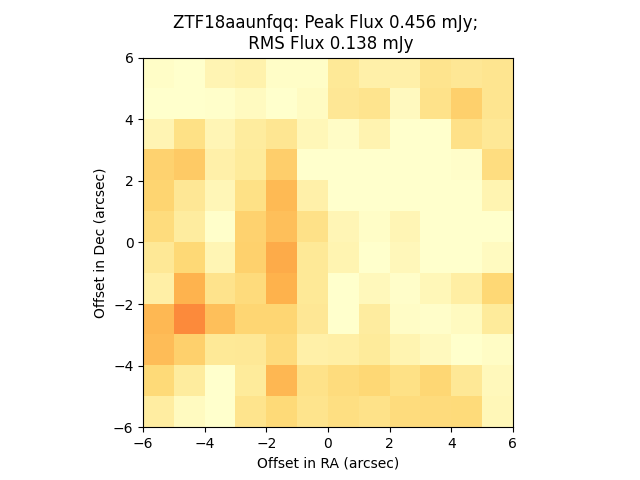 ZTF18aaunfqq: Peak Flux 0.456 mJy;
RMS Flux 0.138 mJy
6
4
2
0
−2
−4
−6
Offset in Dec (arcsec)
−6 −4 −2 0 2 4 6
Offset in RA (arcsec)